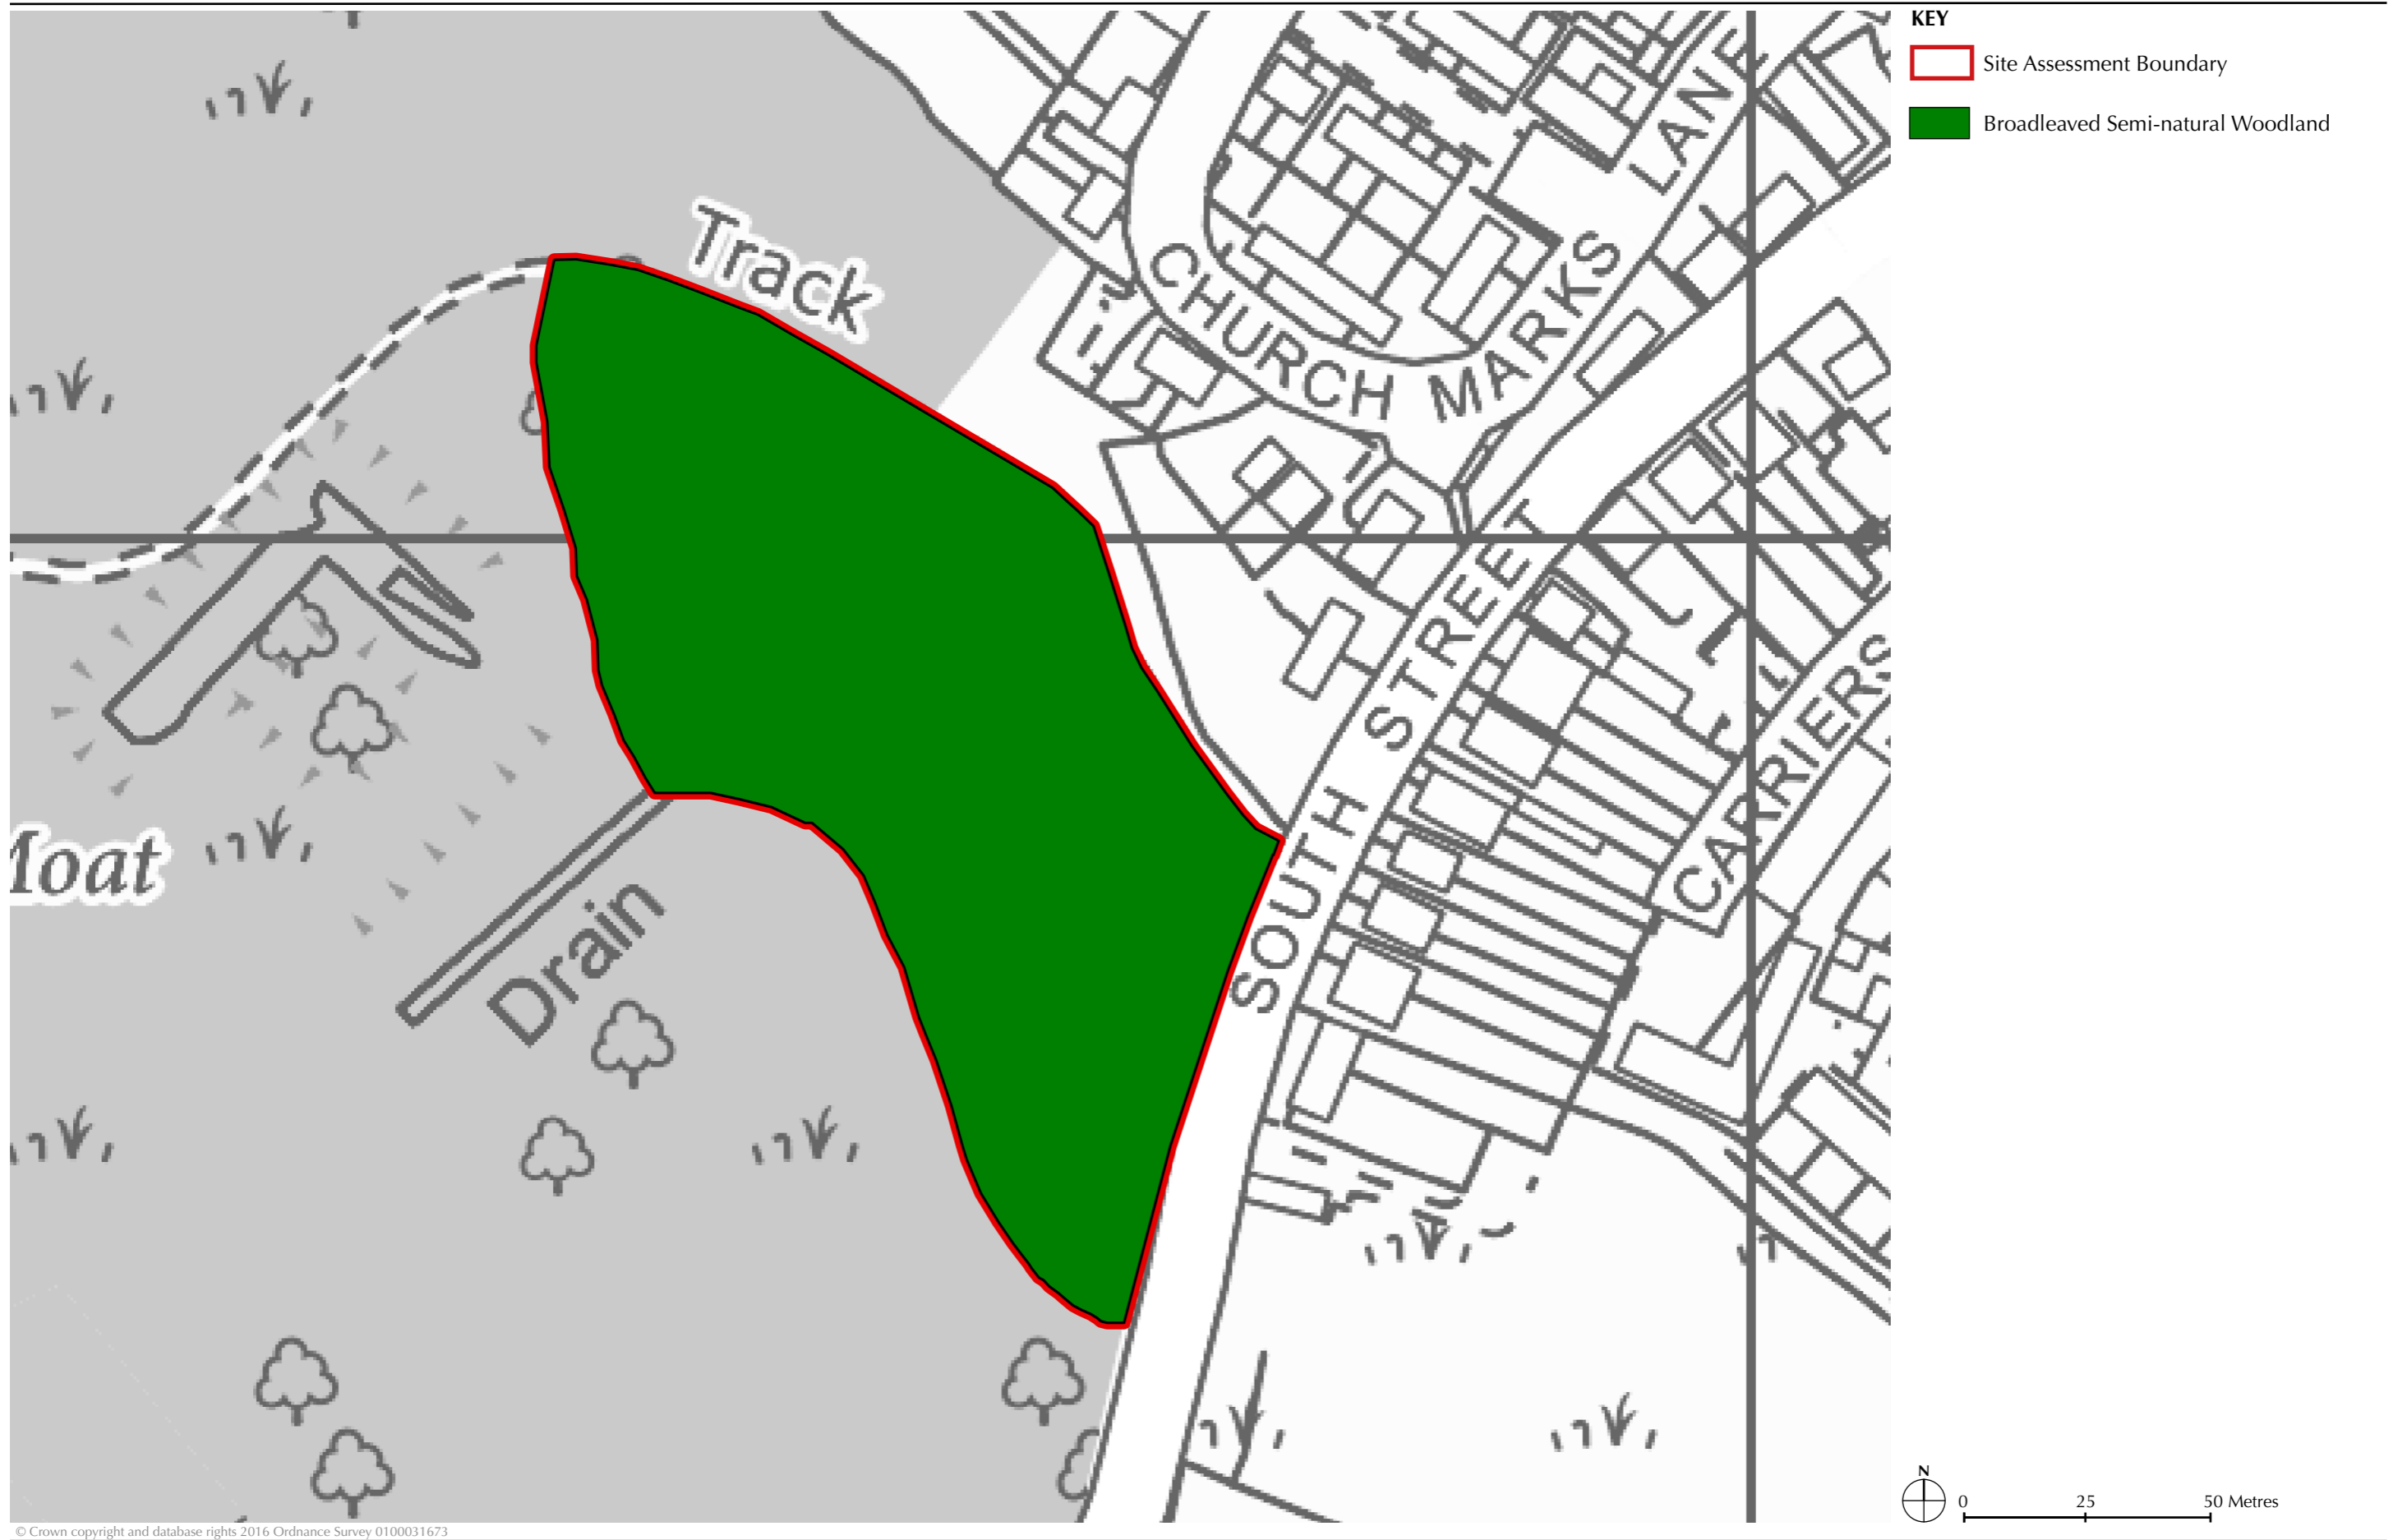 KEY
Site Assessment Boundary
Broadleaved Semi-natural Woodland
LANE
Track
CHURCH MARKS
SOUTH STREET
CARRIERS
Drain
N
0 25 50 Metres
© Crown copyright and database rights 2016 Ordnance Survey 0100031673